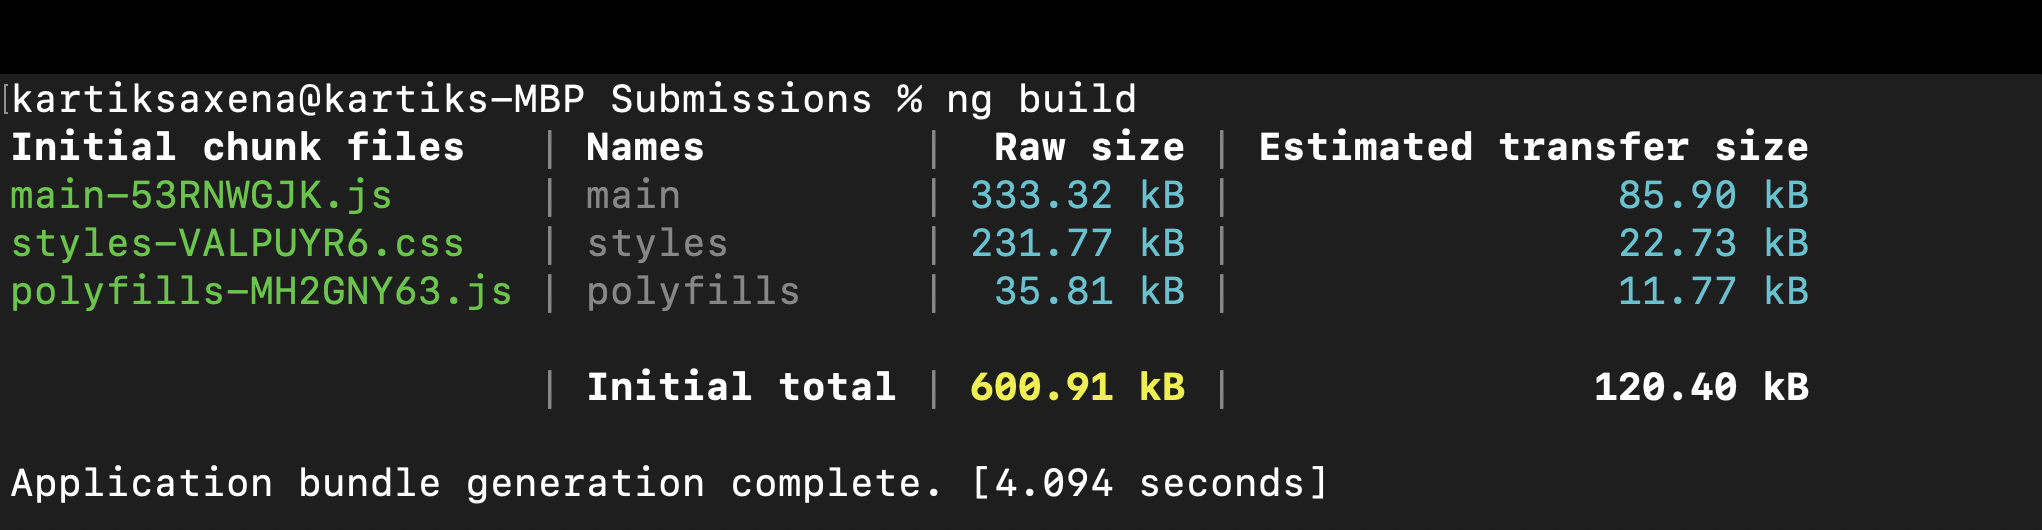 [kartiksaxena@kartiks-MBP Submissions % ng build
Initial chunk files | Names | Raw size | Estimated transfer size
main-53RNWGJK.js | main | 333.32 kB | 85.90 kB
styles-VALPUYR6.css | styles | 231.77 kB | 22.73 kB
polyfills-MH2GNY63.js | polyfills | 35.81 kB | 11.77 kB
| Initial total | 600.91 kB | 120.40 kB
Application bundle generation complete. [4.094 seconds]